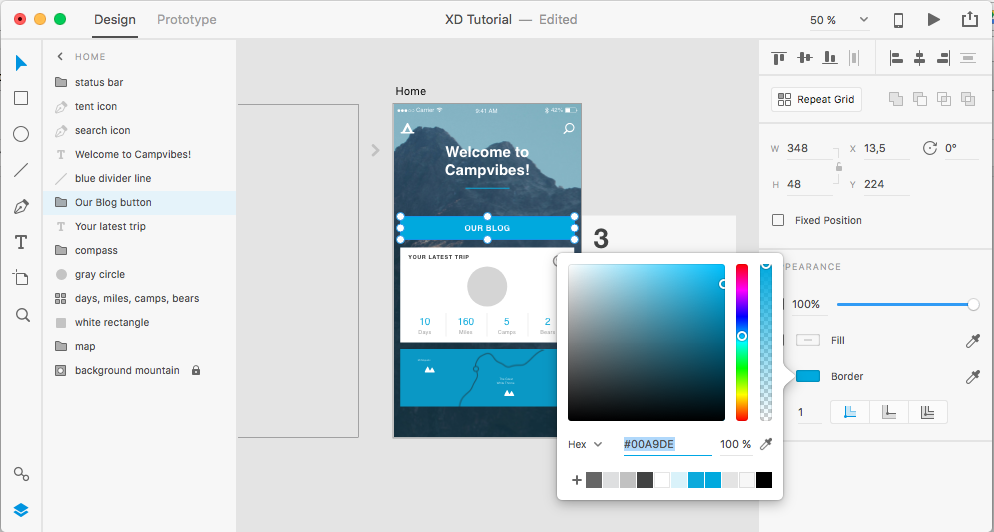 Design
Prototype
XD Tutorial — Edited
50 %
HOME
status bar
tent icon
search icon
Welcome to Campvibes!
blue divider line
Our Blog button
Your latest trip
compass
gray circle
days, miles, camps, bears
white rectangle
map
background mountain
Home
Carrier
9:41 AM
42%
Welcome to
Campvibes!
OUR BLOG
YOUR LATEST TRIP
10
160
5
2
Days
Miles
Camps
Bears
3
Hex
#00A9DE
100 %
Repeat Grid
W 348
X 13,5
0°
H 48
Y 224
Fixed Position
PEARANCE
100%
Fill
Border
1